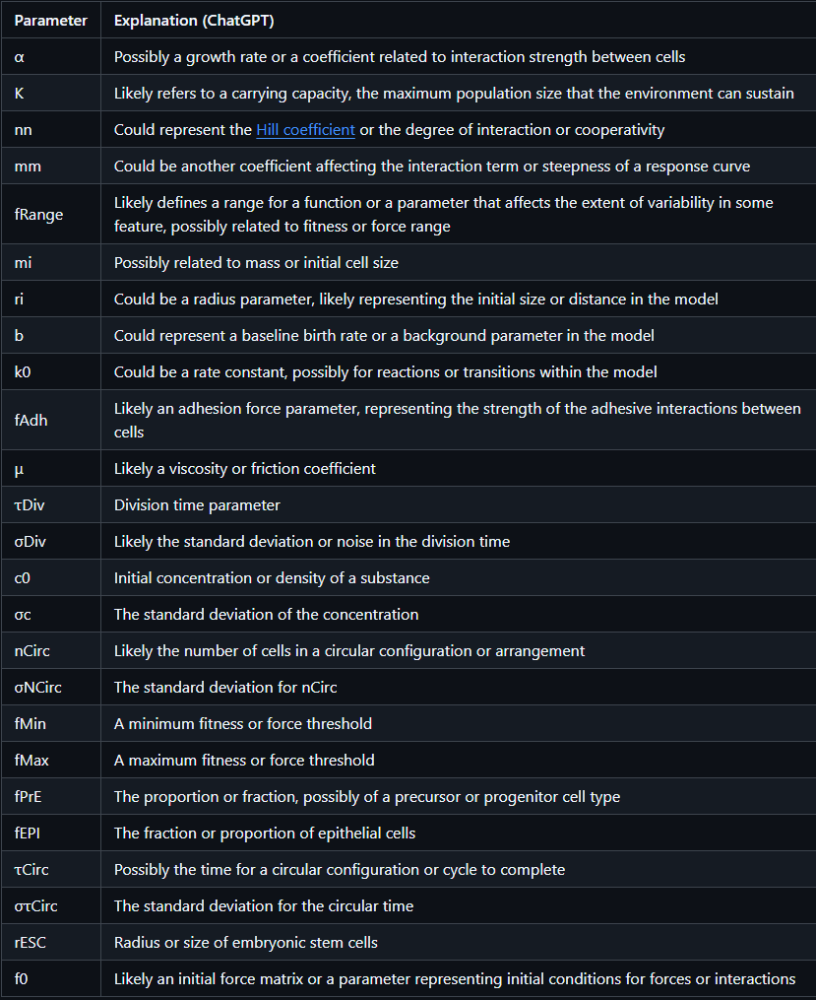 Parameter Explanation (ChatGPT)
α Possibly a growth rate or a coefficient related to interaction strength between cells
K Likely refers to a carrying capacity, the maximum population size that the environment can sustain
nn Could represent the Hill coefficient or the degree of interaction or cooperativity
mm Could be another coefficient affecting the interaction term or steepness of a response curve
fRange Likely defines a range for a function or a parameter that affects the extent of variability in some
feature, possibly related to fitness or force range
mi Possibly related to mass or initial cell size
ri Could be a radius parameter, likely representing the initial size or distance in the model
b Could represent a baseline birth rate or a background parameter in the model
k0 Could be a rate constant, possibly for reactions or transitions within the model
fAdh Likely an adhesion force parameter, representing the strength of the adhesive interactions between
cells
μ Likely a viscosity or friction coefficient
τDiv Division time parameter
σDiv Likely the standard deviation or noise in the division time
c0 Initial concentration or density of a substance
σc The standard deviation of the concentration
nCirc Likely the number of cells in a circular configuration or arrangement
σNCirc The standard deviation for nCirc
fMin A minimum fitness or force threshold
fMax A maximum fitness or force threshold
fPrE The proportion or fraction, possibly of a precursor or progenitor cell type
fEPI The fraction or proportion of epithelial cells
τCirc Possibly the time for a circular configuration or cycle to complete
στCirc The standard deviation for the circular time
rESC Radius or size of embryonic stem cells
f0 Likely an initial force matrix or a parameter representing initial conditions for forces or interactions